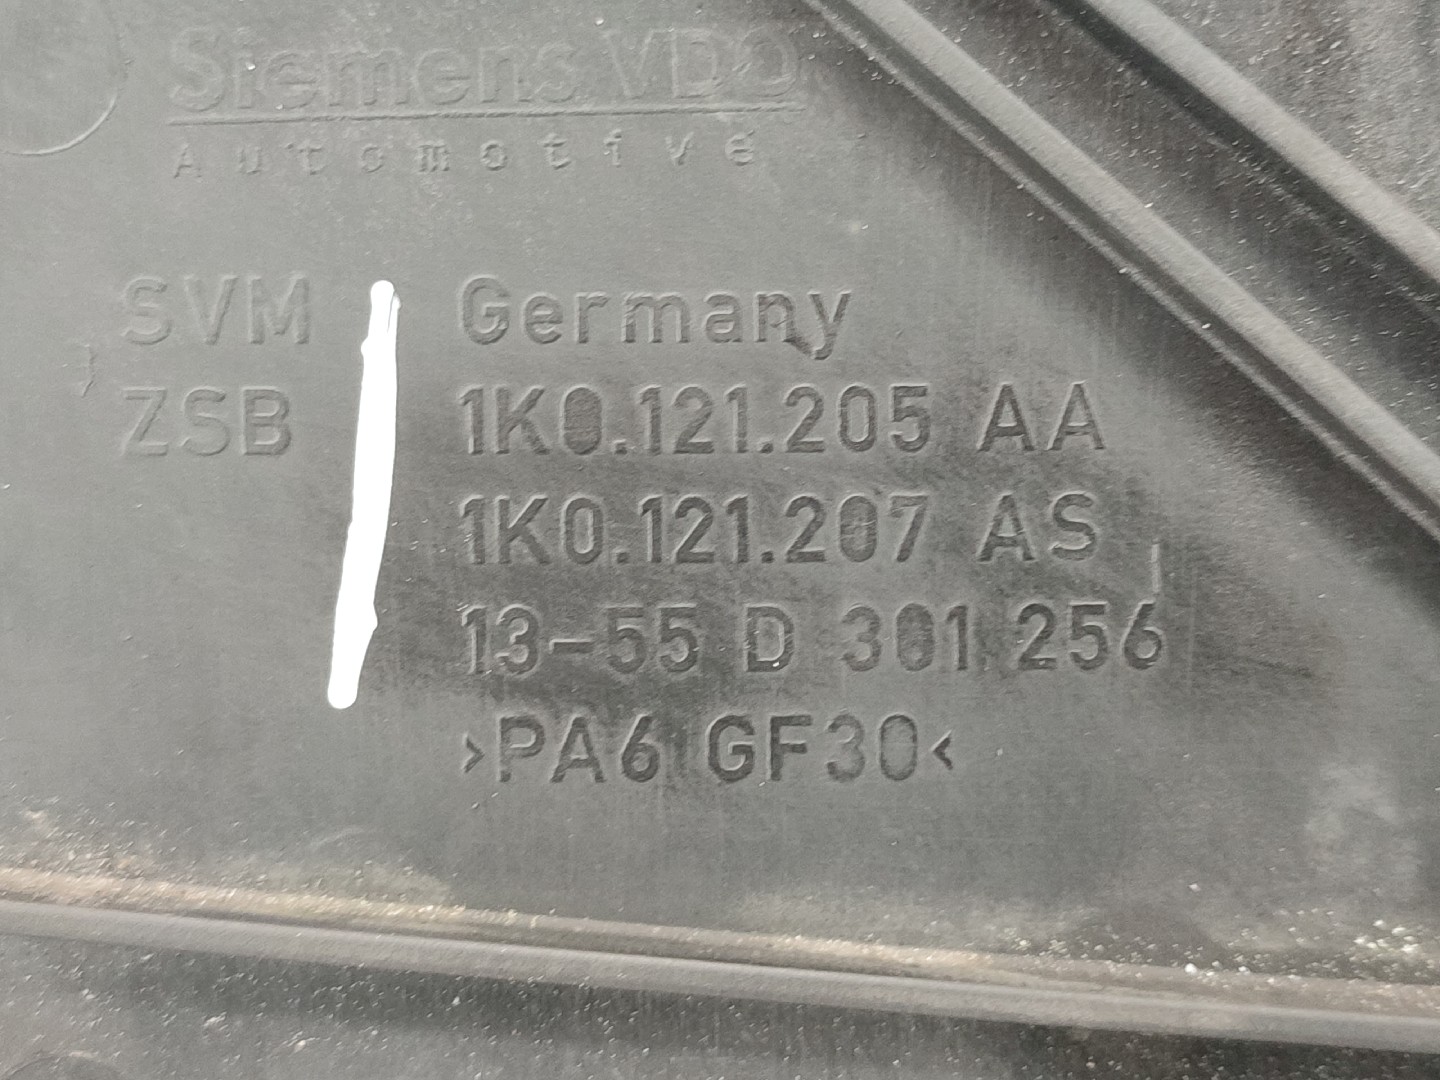 Siemens VDO
Automotive
SVM Germany
ZSB 1K0.121.205 AA
1K0.121.207 AS
13-55 D 301 256
>PA6 GF30<